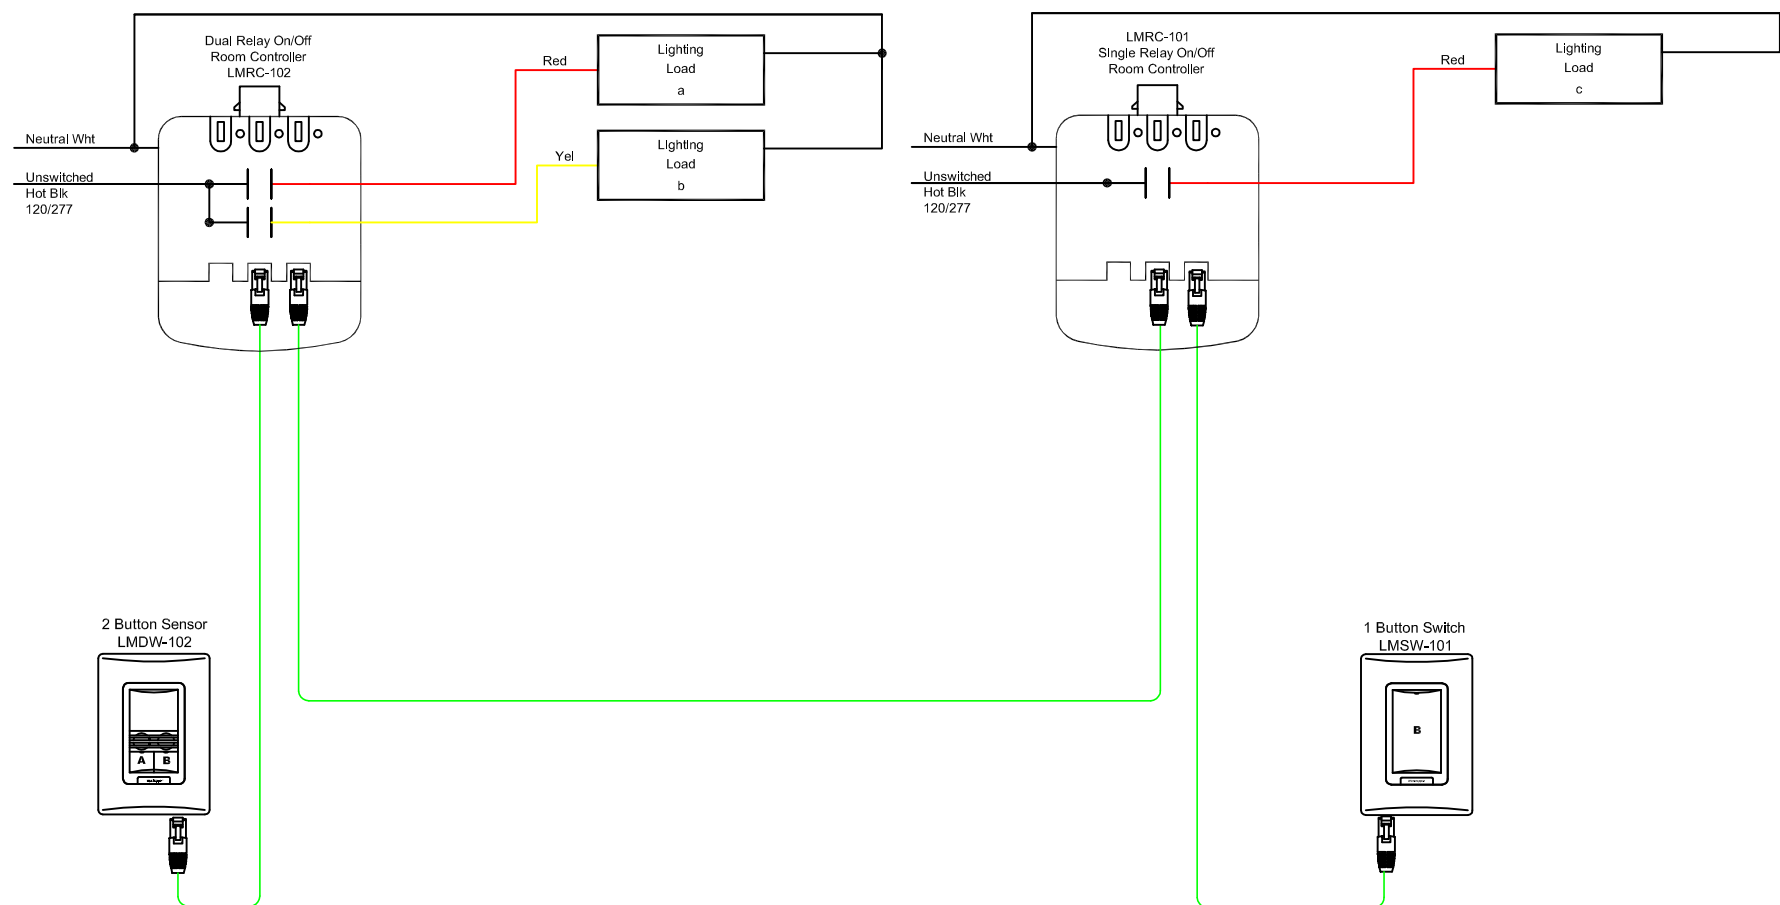 Dual Relay On/Off
Room Controller
LMRC-102
Neutral Wht
Unswitched
Hot Blk
120/277
Red
Yel
Lighting
Load
a
Lighting
Load
b
LMRC-101
Single Relay On/Off
Room Controller
Neutral Wht
Unswitched
Hot Blk
120/277
Red
Lighting
Load
c
2 Button Sensor
LMDW-102
A B
1 Button Switch
LMSW-101
B